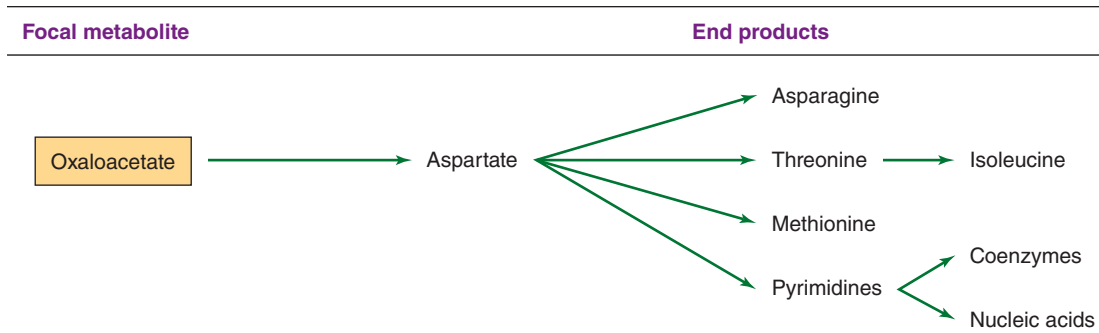 Focal metabolite
End products
Oxaloacetate
Aspartate
Asparagine
Threonine
Isoleucine
Methionine
Pyrimidines
Coenzymes
Nucleic acids